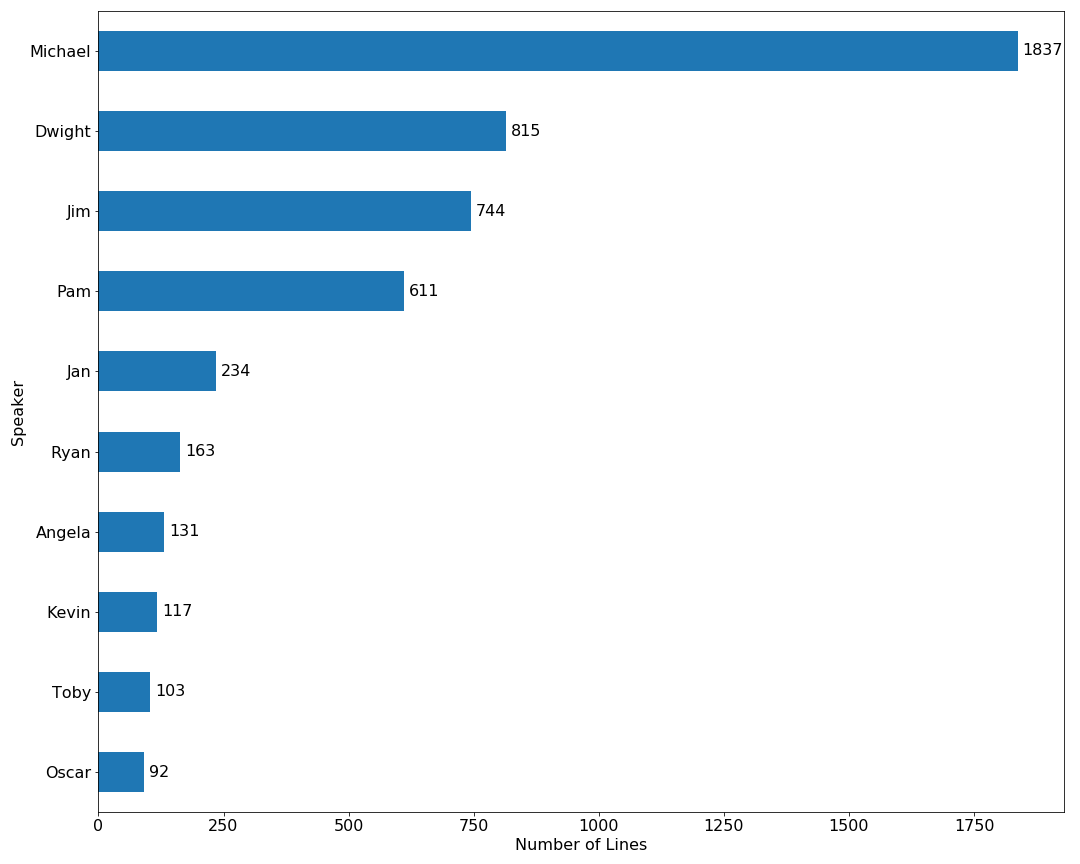 Michael 1837
Dwight 815
Jim 744
Pam 611
Jan 234
Ryan 163
Angela 131
Kevin 117
Toby 103
Oscar 92
Speaker
0 250 500 750 1000 1250 1500 1750
Number of Lines